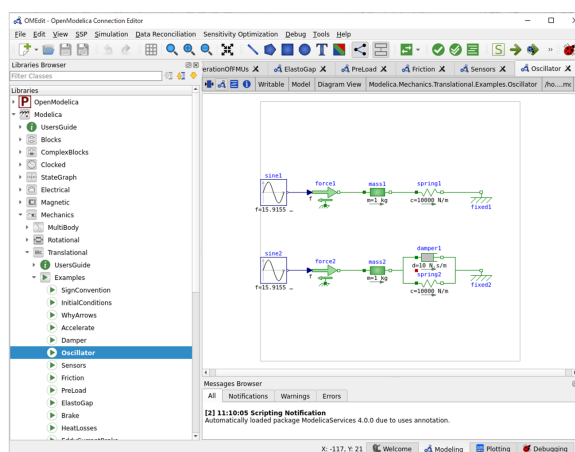 OMEdit - OpenModelica Connection Editor
File Edit View SSP Simulation Data Reconciliation Sensitivity Optimization Debug Tools Help
Libraries Browser
Filter Classes
Libraries
OpenModelica
Modelica
UsersGuide
Blocks
ComplexBlocks
Clocked
StateGraph
Electrical
Magnetic
Mechanics
MultiBody
Rotational
Translational
UsersGuide
Examples
SignConvention
InitialConditions
WhyArrows
Accelerate
Damper
Oscillator
Sensors
Friction
PreLoad
ElastoGap
Brake
HeatLosses
EddyCurrentBrake
erationOfFMUs ElastoGap PreLoad Friction Sensors Oscillator
Writable Model Diagram View Modelica.Mechanics.Translational.Examples.Oscillator /ho....mo
sine1
f=15.9155 …
force1
f
mass1
m=1 kg
spring1
c=10000 N/m
fixed1
sine2
f=15.9155 …
force2
f
mass2
m=1 kg
damper1
d=10 N.s/m
spring2
c=10000 N/m
fixed2
Messages Browser
All Notifications Warnings Errors
[2] 11:10:05 Scripting Notification
Automatically loaded package ModelicaServices 4.0.0 due to uses annotation.
X: -117, Y: 21 Welcome Modeling Plotting Debugging